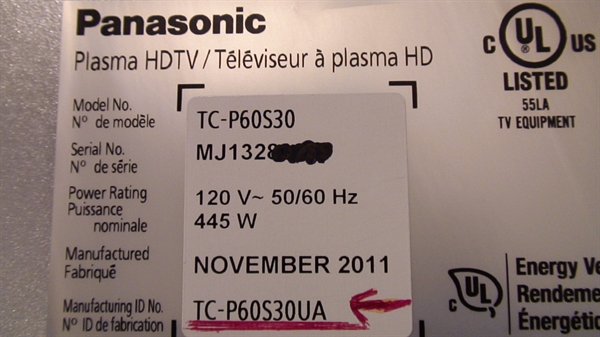 Panasonic
Plasma HDTV / Téléviseur à plasma HD
C UL US
LISTED
55LA
TV EQUIPMENT
Model No.
N° de modèle
TC-P60S30
Serial No.
N° de série
MJ1328
Power Rating
Puissance
nominale
120 V~ 50/60 Hz
445 W
Manufactured
Fabriqué
NOVEMBER 2011
Manufacturing ID No.
N° ID de fabrication
TC-P60S30UA
C UL
Energy Ve
Rendeme
Énergétic